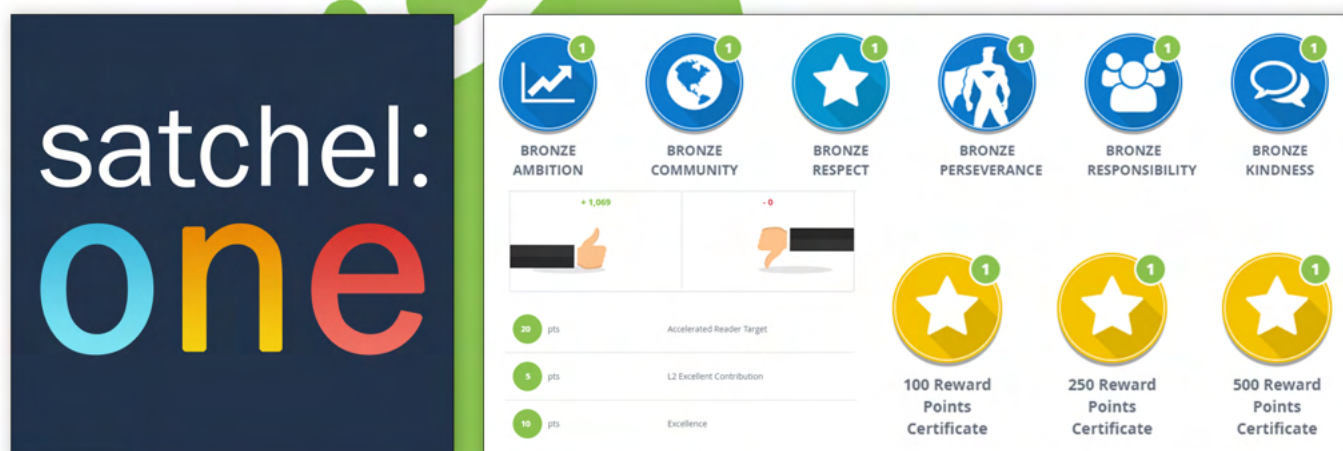 satchel:
one
1
1
1
1
1
1
BRONZE
AMBITION
BRONZE
COMMUNITY
BRONZE
RESPECT
BRONZE
PERSEVERANCE
BRONZE
RESPONSIBILITY
BRONZE
KINDNESS
+ 1,069
- 0
20 pts Accelerated Reader Target
5 pts L2 Excellent Contribution
10 pts Excellence
1
1
1
100 Reward
Points
Certificate
250 Reward
Points
Certificate
500 Reward
Points
Certificate